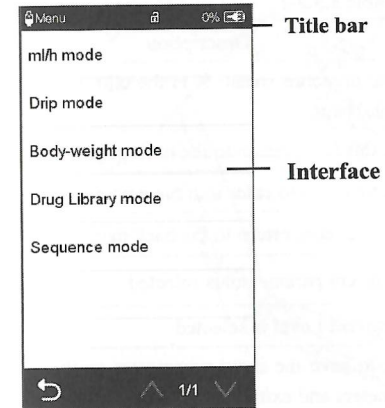 Menu 0%
Title bar
ml/h mode
Drip mode
Body-weight mode
Interface
Drug Library mode
Sequence mode
1/1